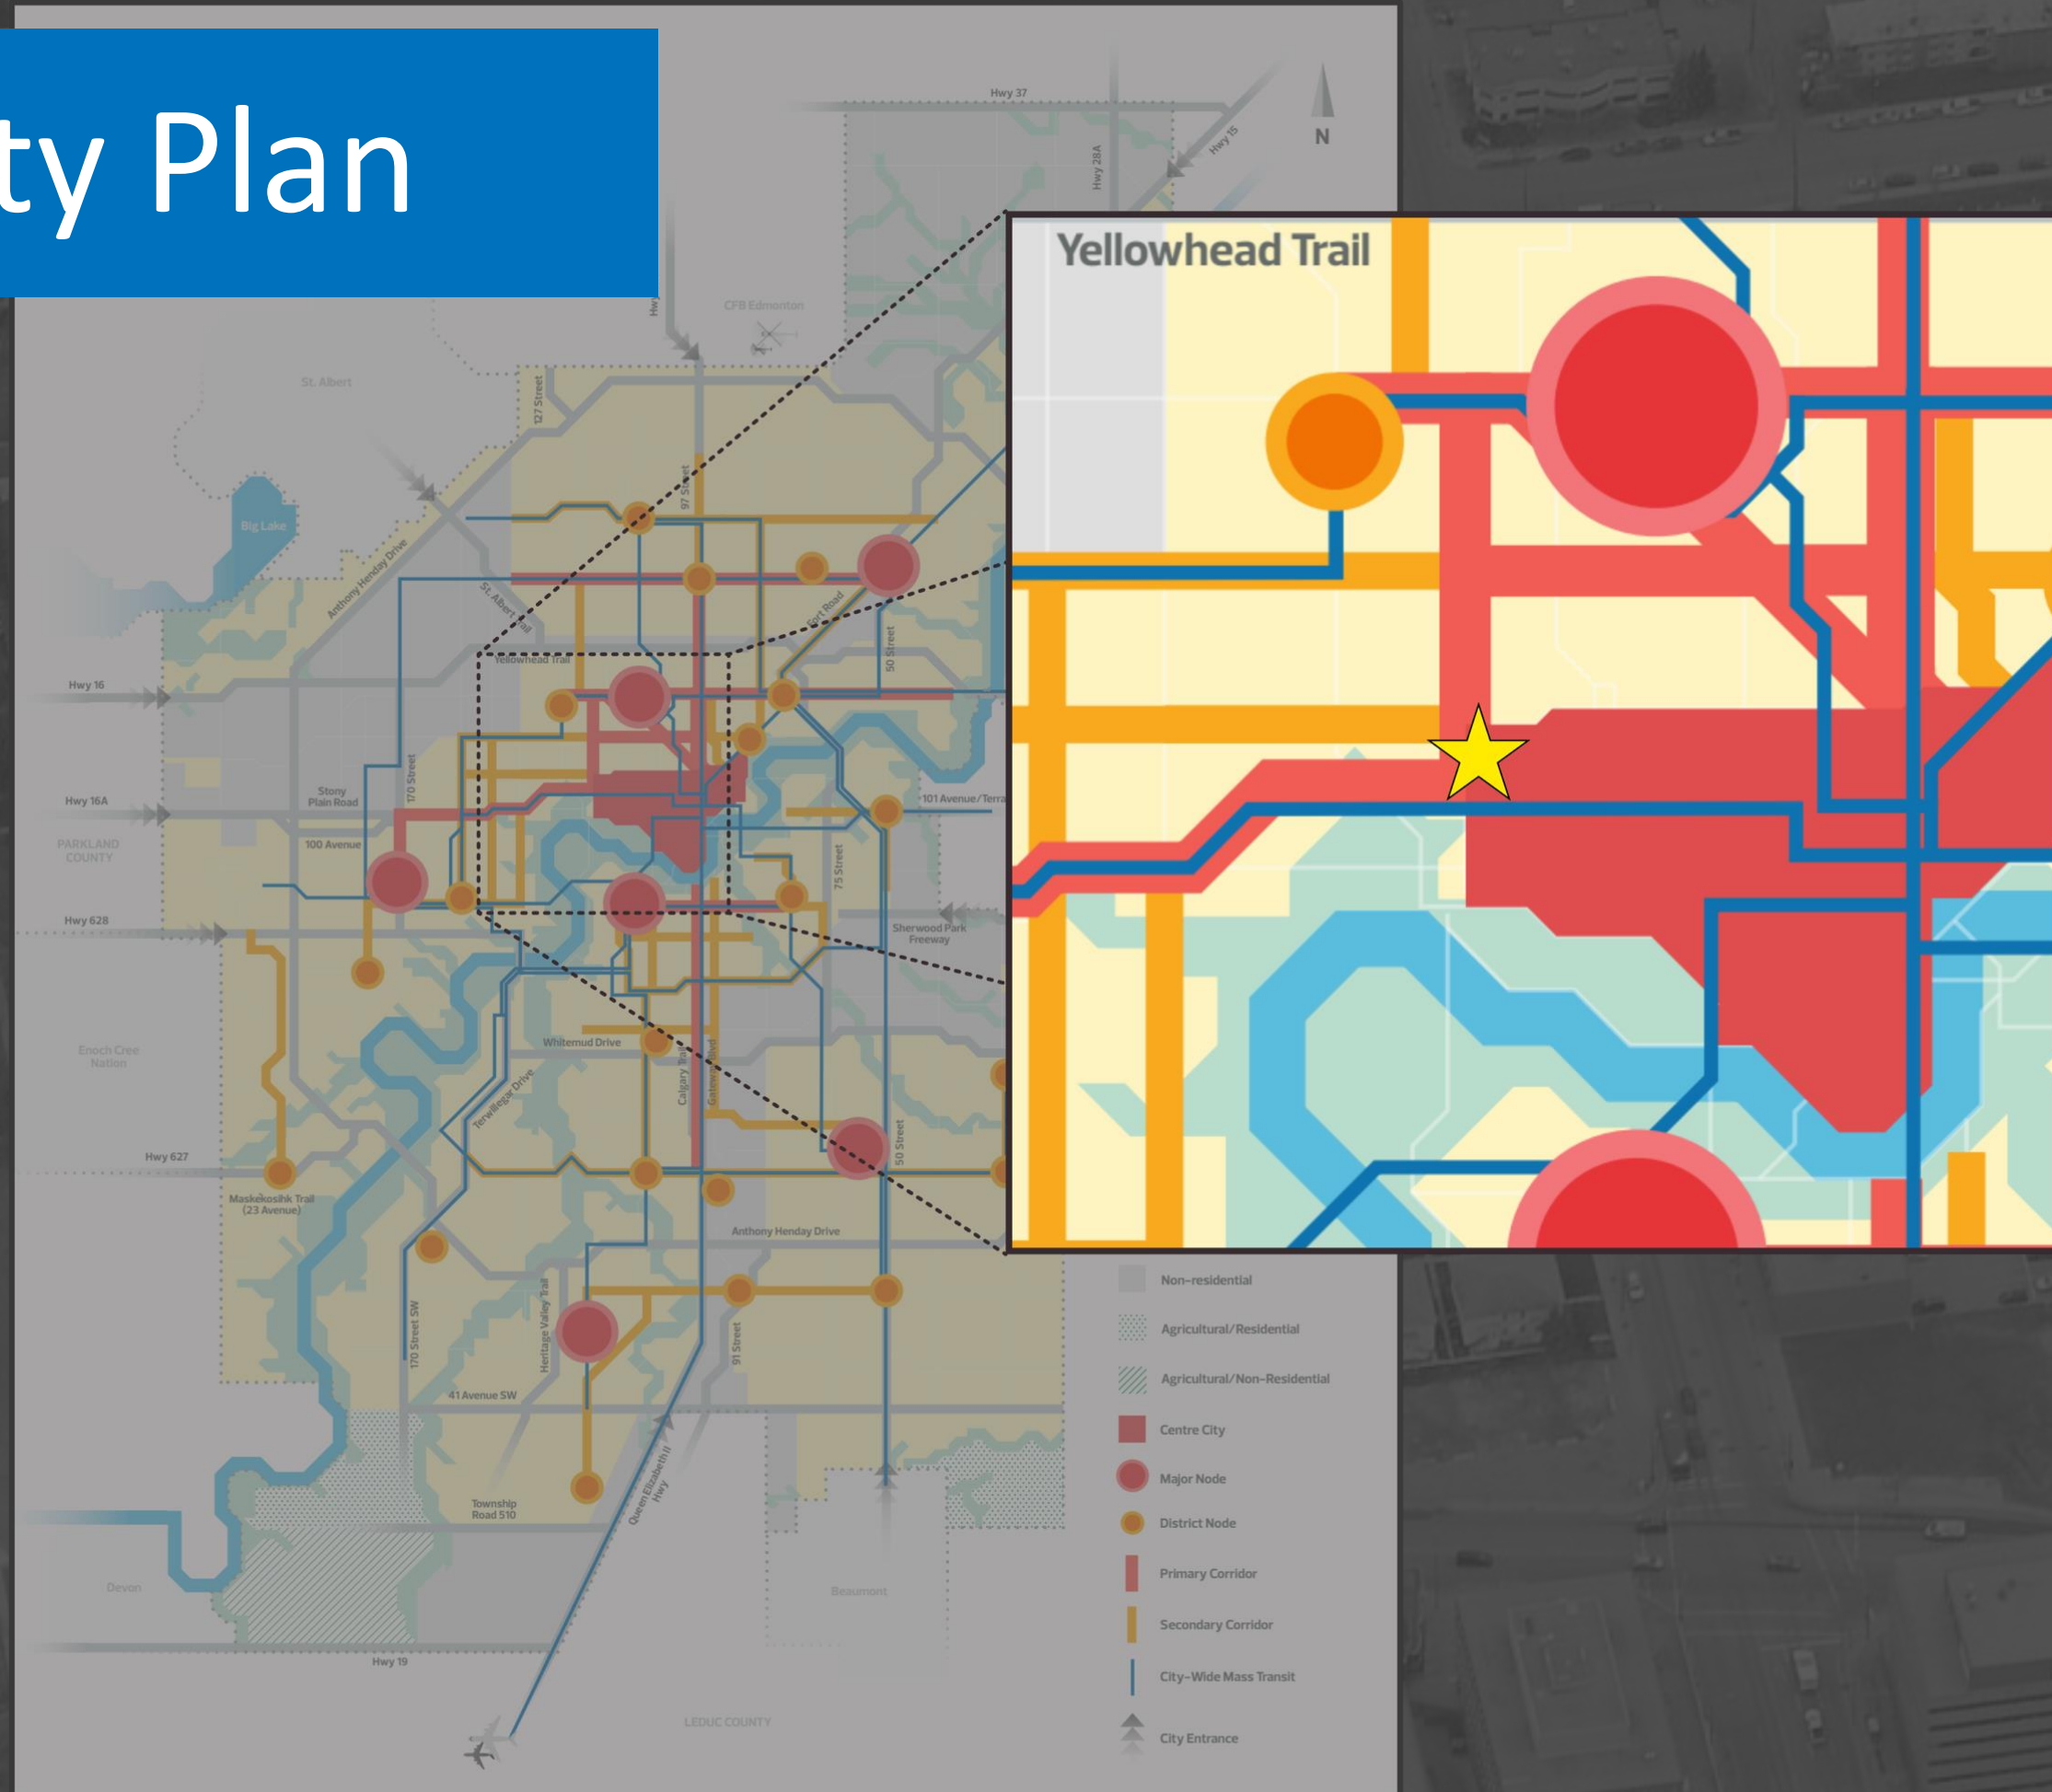 ty Plan
Hwy 37
N
Hwy 15
Hwy 28A
Hwy
CFB Edmonton
St. Albert
127 Street
97 Street
Big Lake
Anthony Henday Drive
St. Albert Trail
Fort Road
50 Street
Yellowhead Trail
Yellowhead Trail
Hwy 16
170 Street
Stony
Plain Road
Hwy 16A
101 Avenue/Terra
PARKLAND
COUNTY
100 Avenue
75 Street
Hwy 628
Sherwood Park
Freeway
Enoch Cree
Nation
Whitemud Drive
Calgary Trail
Gateway Blvd
Terwillegar Drive
50 Street
Hwy 627
Maskekosihk Trail
(23 Avenue)
Anthony Henday Drive
170 Street SW
Heritage Valley Trail
91 Street
41 Avenue SW
Queen Elizabeth II
Hwy
Township
Road 510
Devon
Beaumont
Hwy 19
LEDUC COUNTY
Non-residential
Agricultural/Residential
Agricultural/Non-Residential
Centre City
Major Node
District Node
Primary Corridor
Secondary Corridor
City-Wide Mass Transit
City Entrance